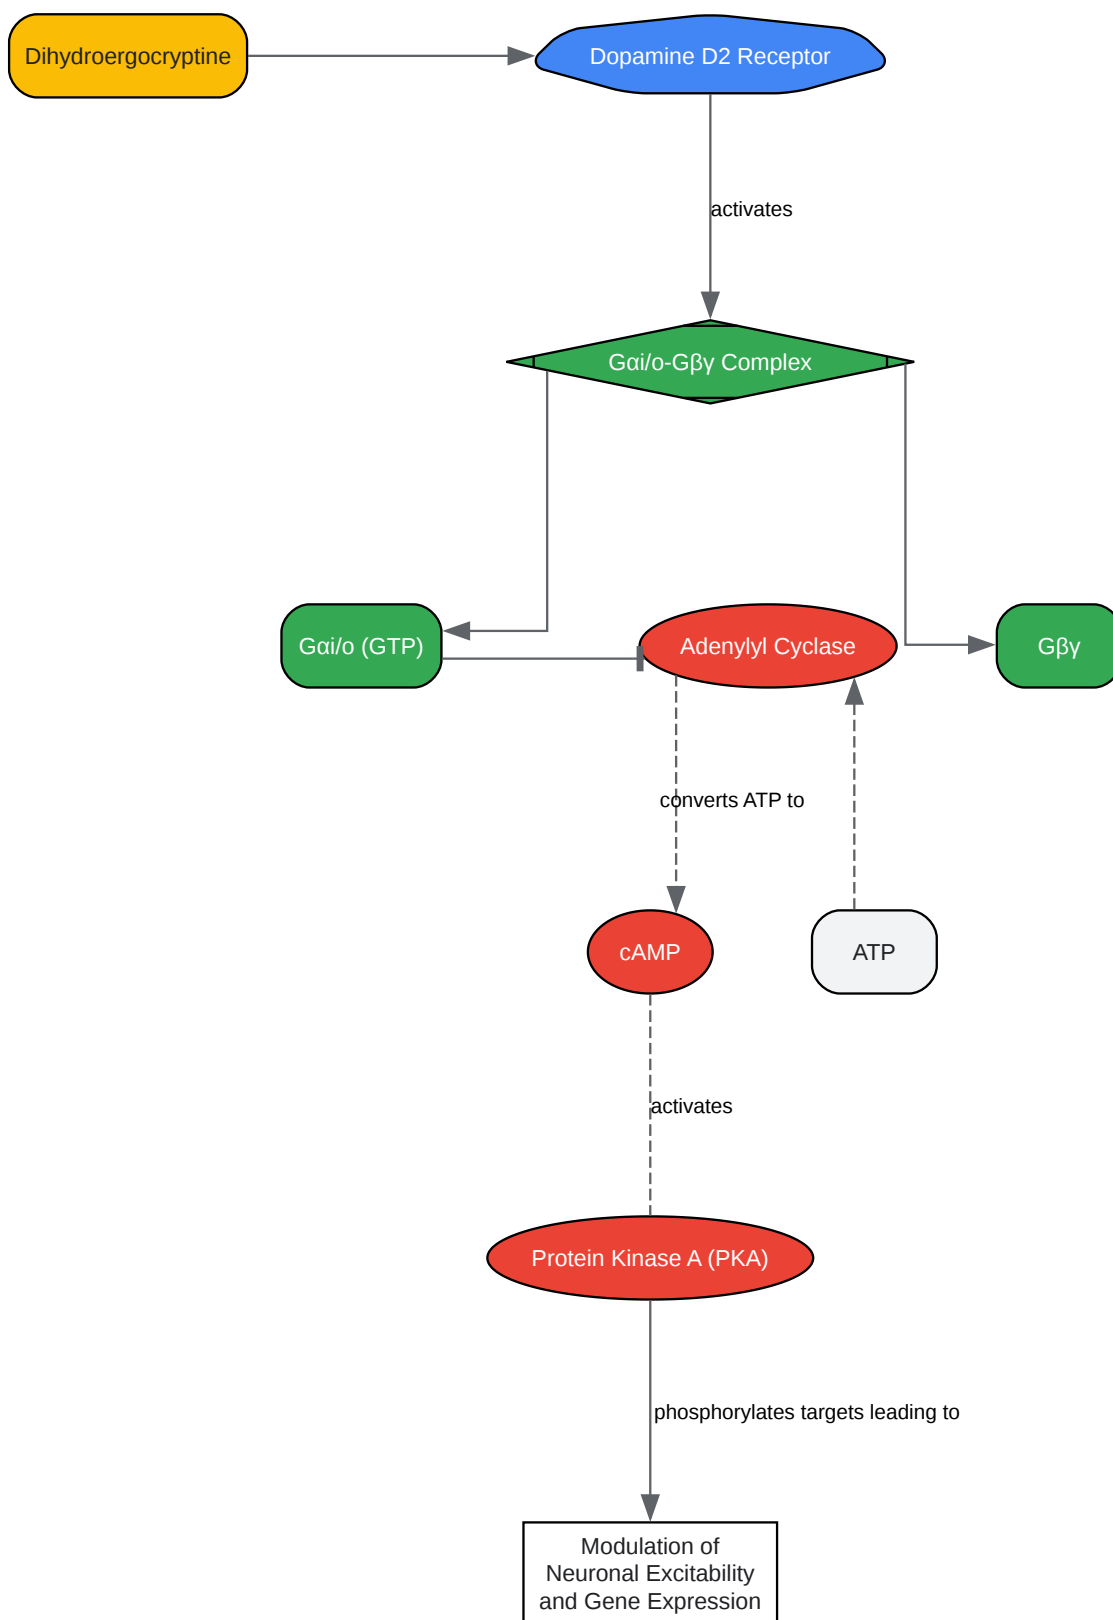 Dihydroergocryptine
Dopamine D2 Receptor
activates
Gαi/o-Gβγ Complex
Gαi/o (GTP)
Adenylyl Cyclase
Gβγ
converts ATP to
cAMP
ATP
activates
Protein Kinase A (PKA)
phosphorylates targets leading to
Modulation of
Neuronal Excitability
and Gene Expression